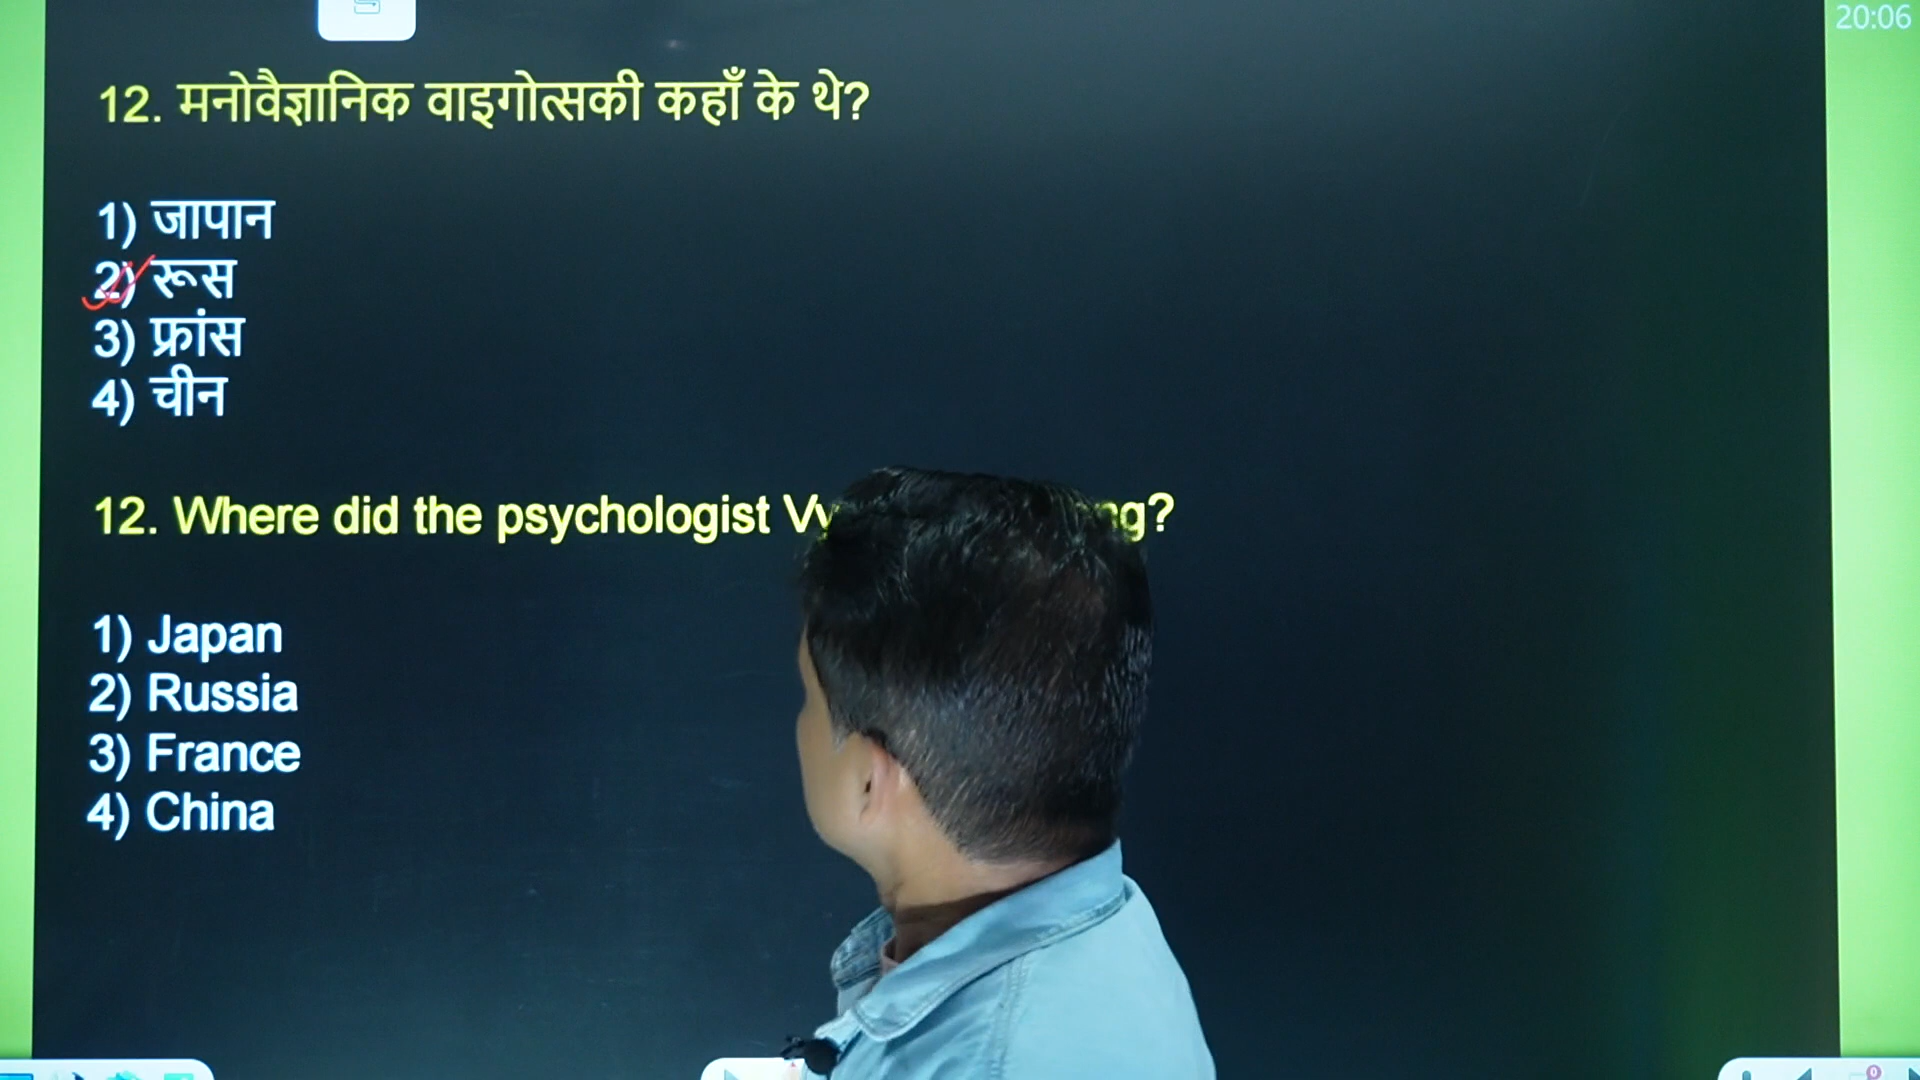 20:06
12. मनोवैज्ञानिक वाइगोत्सकी कहाँ के थे?
1) जापान
2) रूस
3) फ्रांस
4) चीन
12. Where did the psychologist
1) Japan
2) Russia
3) France
4) China
0